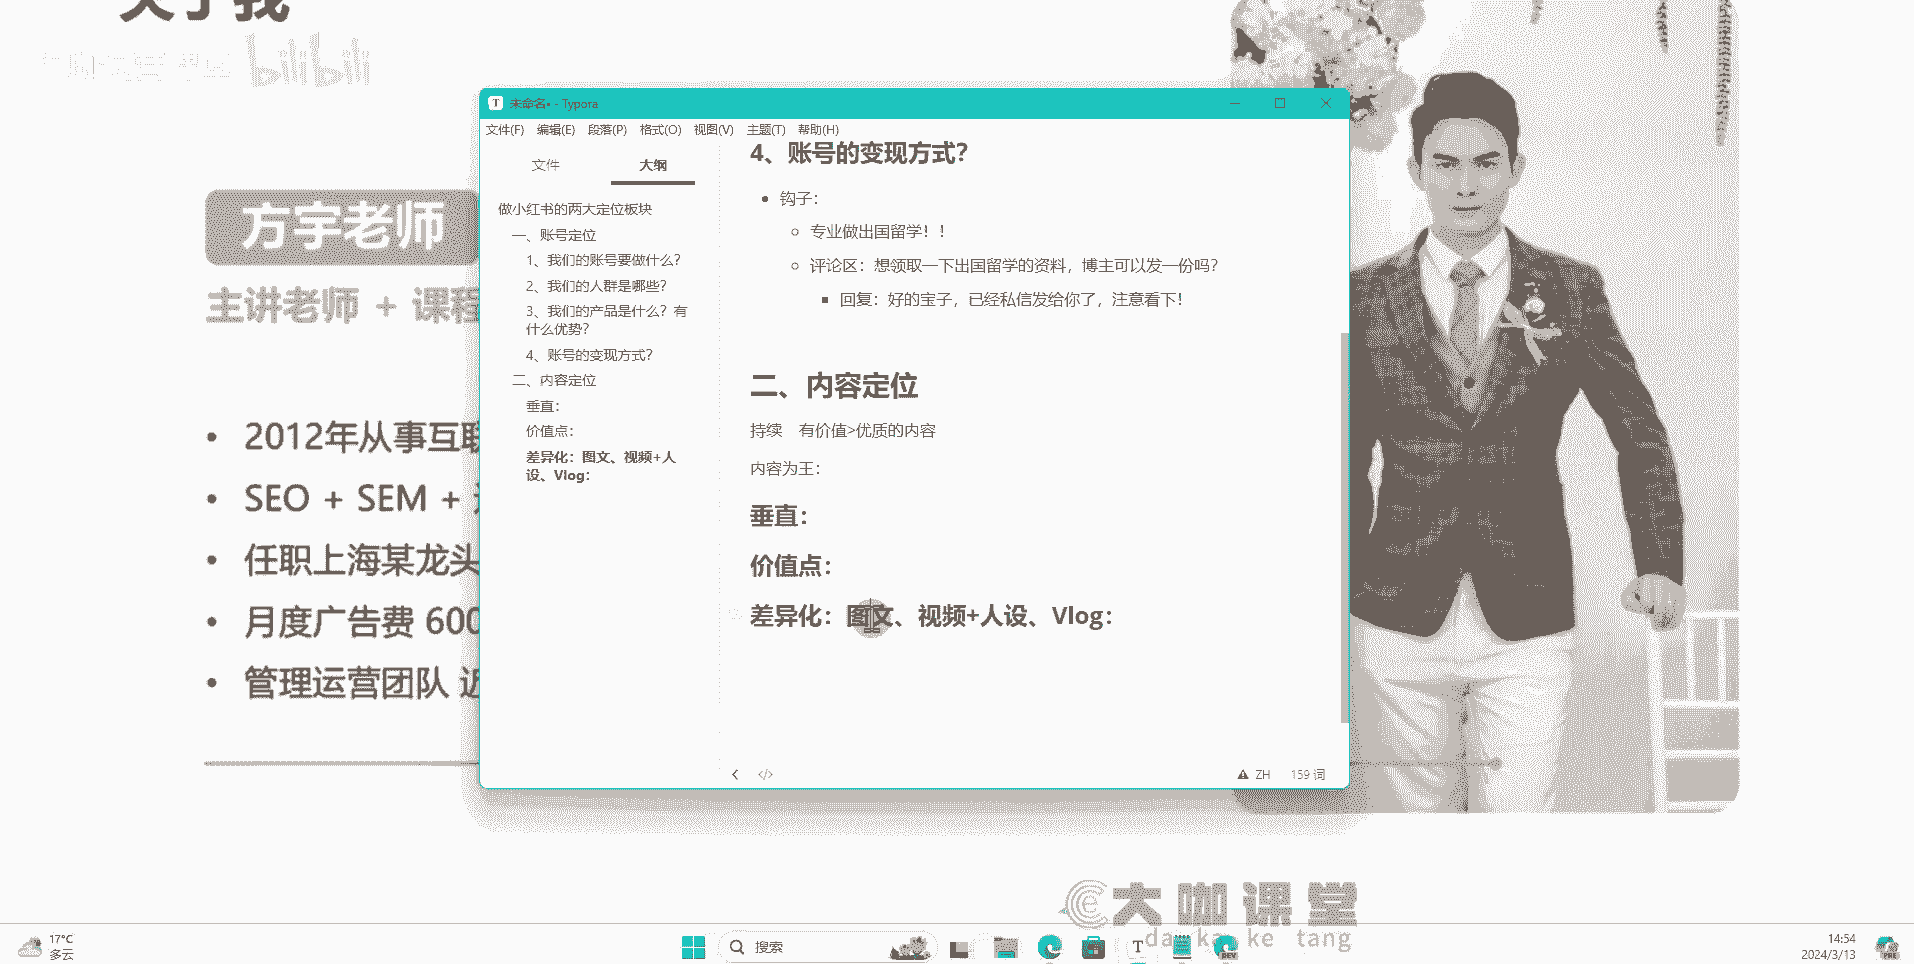 关于我
bilibili
方宇老师
主讲老师 + 课程
• 2012年从事互联
• SEO + SEM +
• 任职上海某龙头
• 月度广告费 600
• 管理运营团队 近
T 未命名• - Typora
文件(F) 编辑(E) 段落(P) 格式(O) 视图(V) 主题(T) 帮助(H)
文件 大纲
做小红书的两大定位板块
一、账号定位
1、我们的账号要做什么?
2、我们的人群是哪些?
3、我们的产品是什么? 有
什么优势?
4、账号的变现方式?
二、内容定位
垂直:
价值点:
差异化: 图文、视频+人
设、Vlog:
4、账号的变现方式?
钩子:
专业做出国留学! !
评论区: 想领取一下出国留学的资料, 博主可以发一份吗?
回复: 好的宝子, 已经私信发给你了, 注意看下!
二、内容定位
持续 有价值>优质的内容
内容为王:
垂直:
价值点:
差异化: 图文、视频+人设、Vlog:
</> ZH 159 词
大咖课堂
da ka ke tang
17°C
多云
搜索
T
DEV
14:54
2024/3/13
PRE